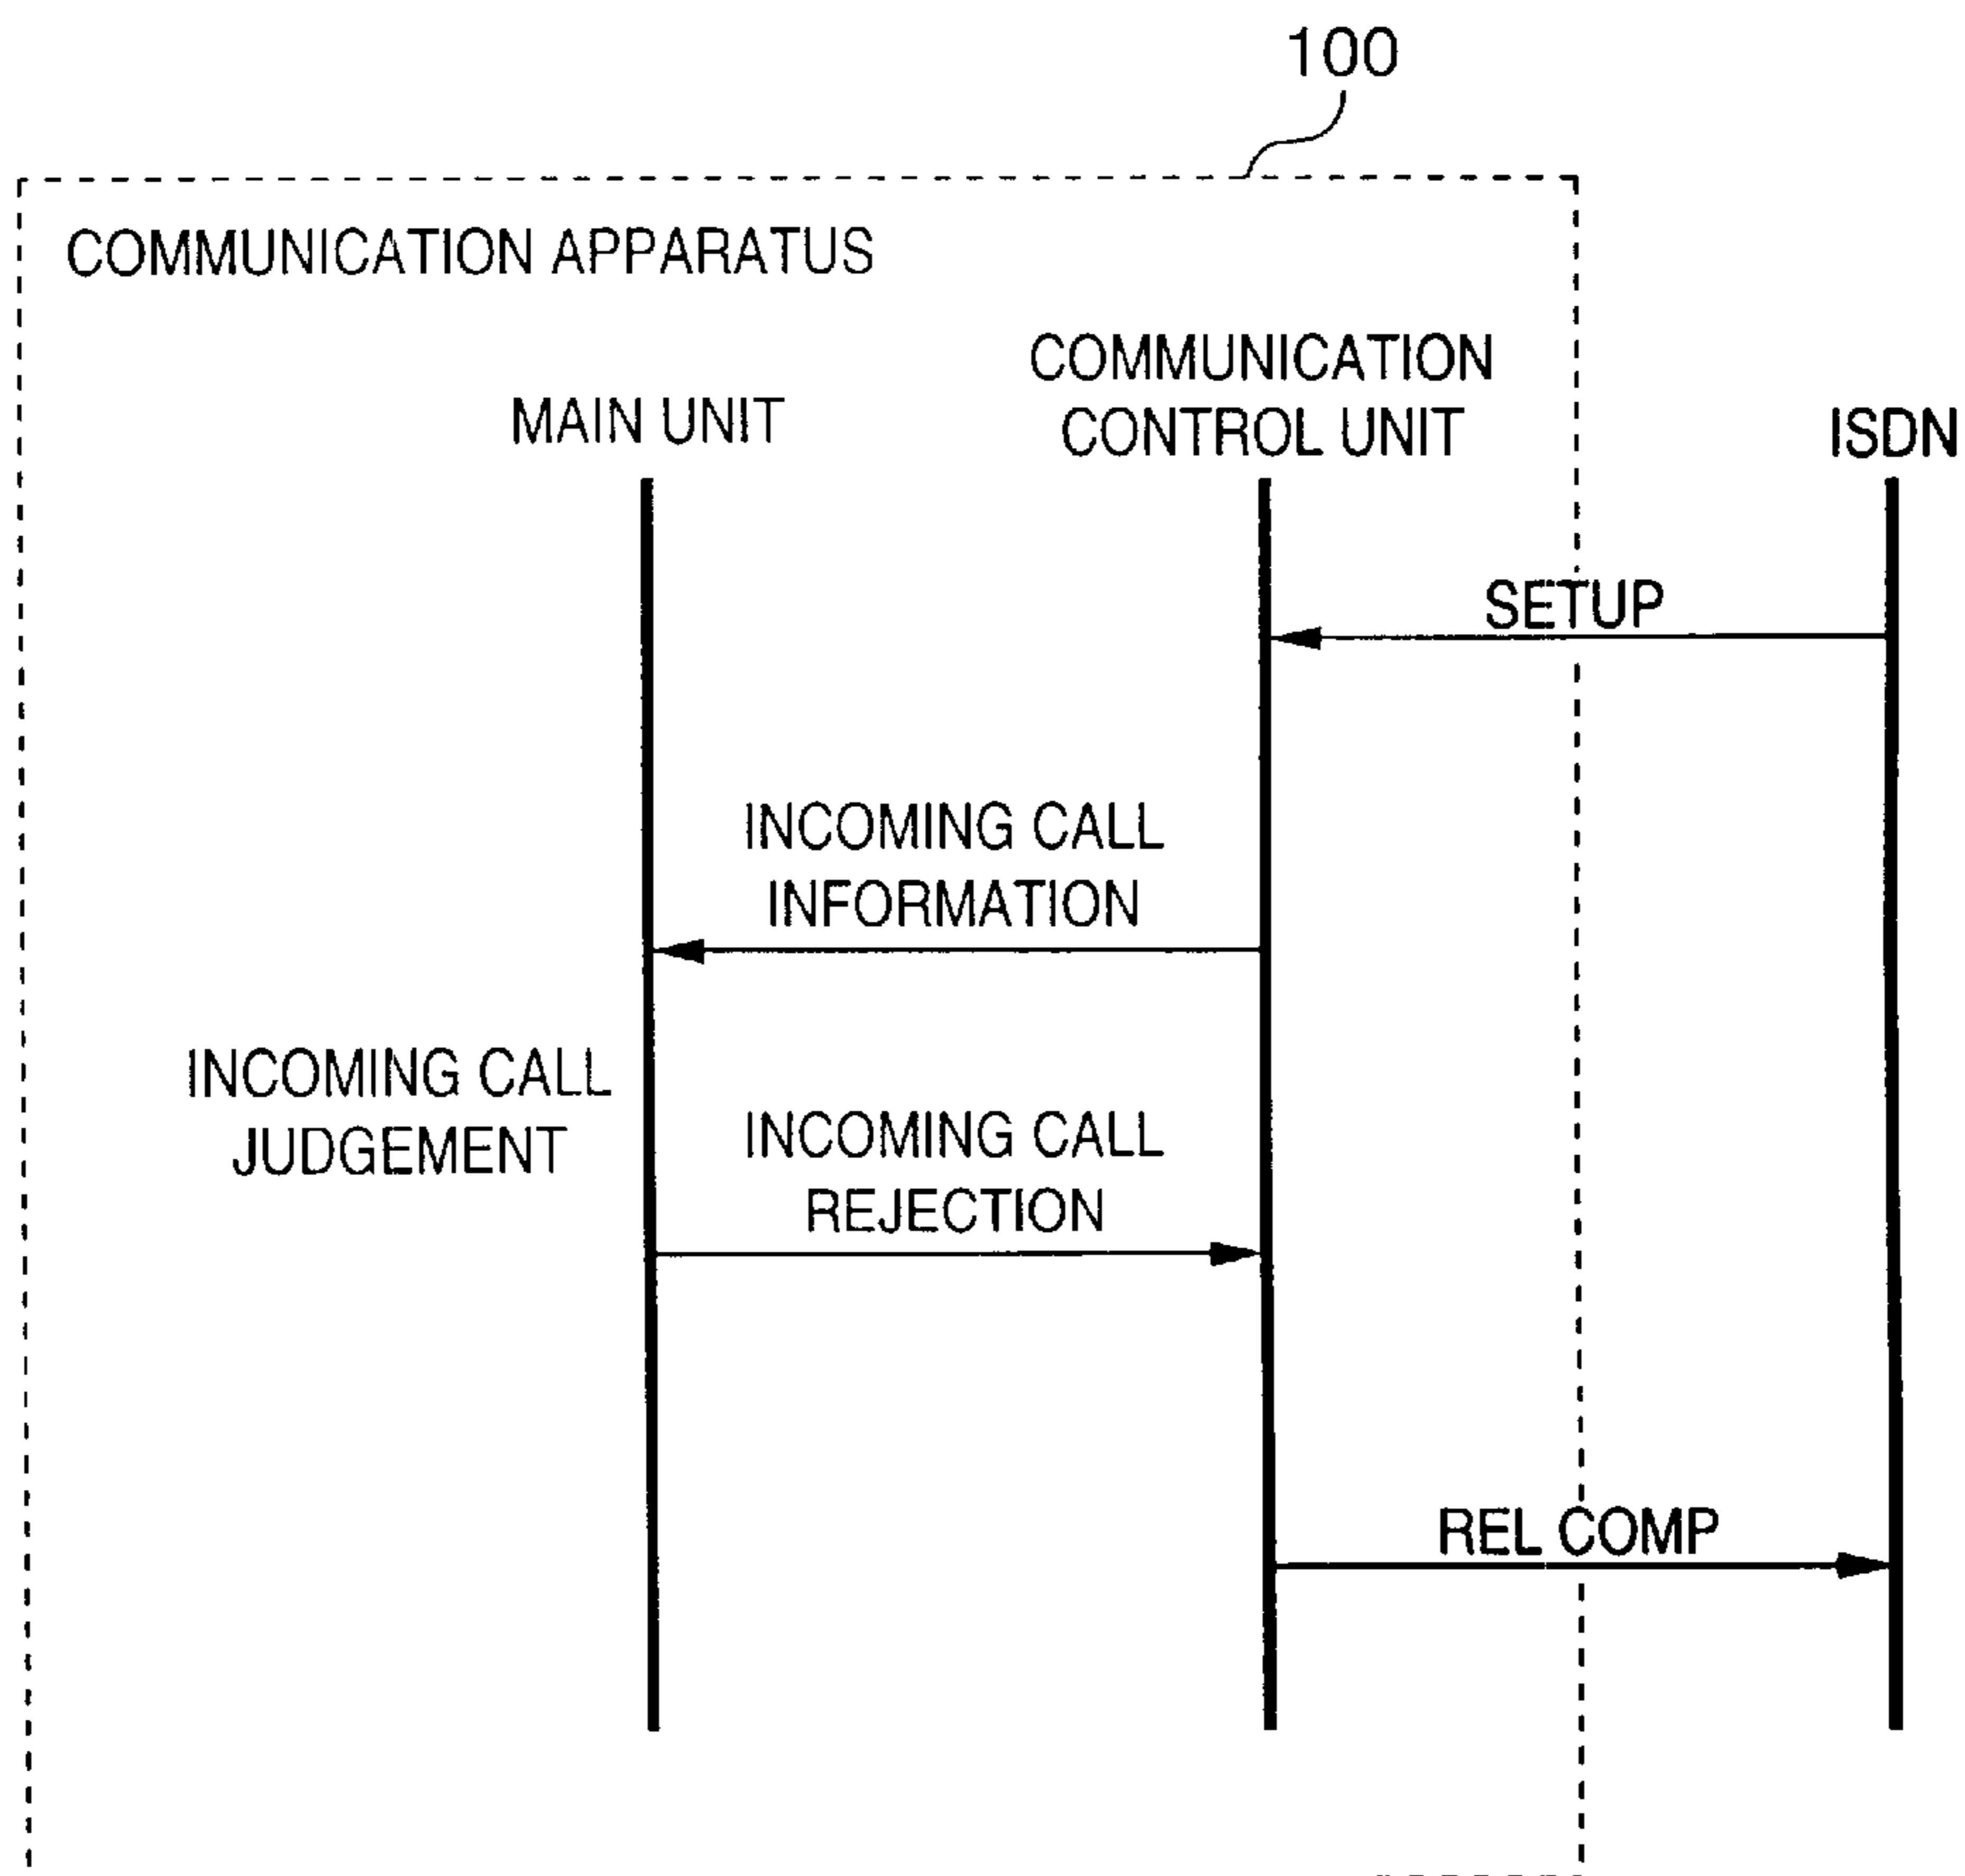 100
COMMUNICATION APPARATUS
MAIN UNIT
COMMUNICATION
CONTROL UNIT
ISDN
SETUP
INCOMING CALL
INFORMATION
INCOMING CALL
JUDGEMENT
INCOMING CALL
REJECTION
REL COMP